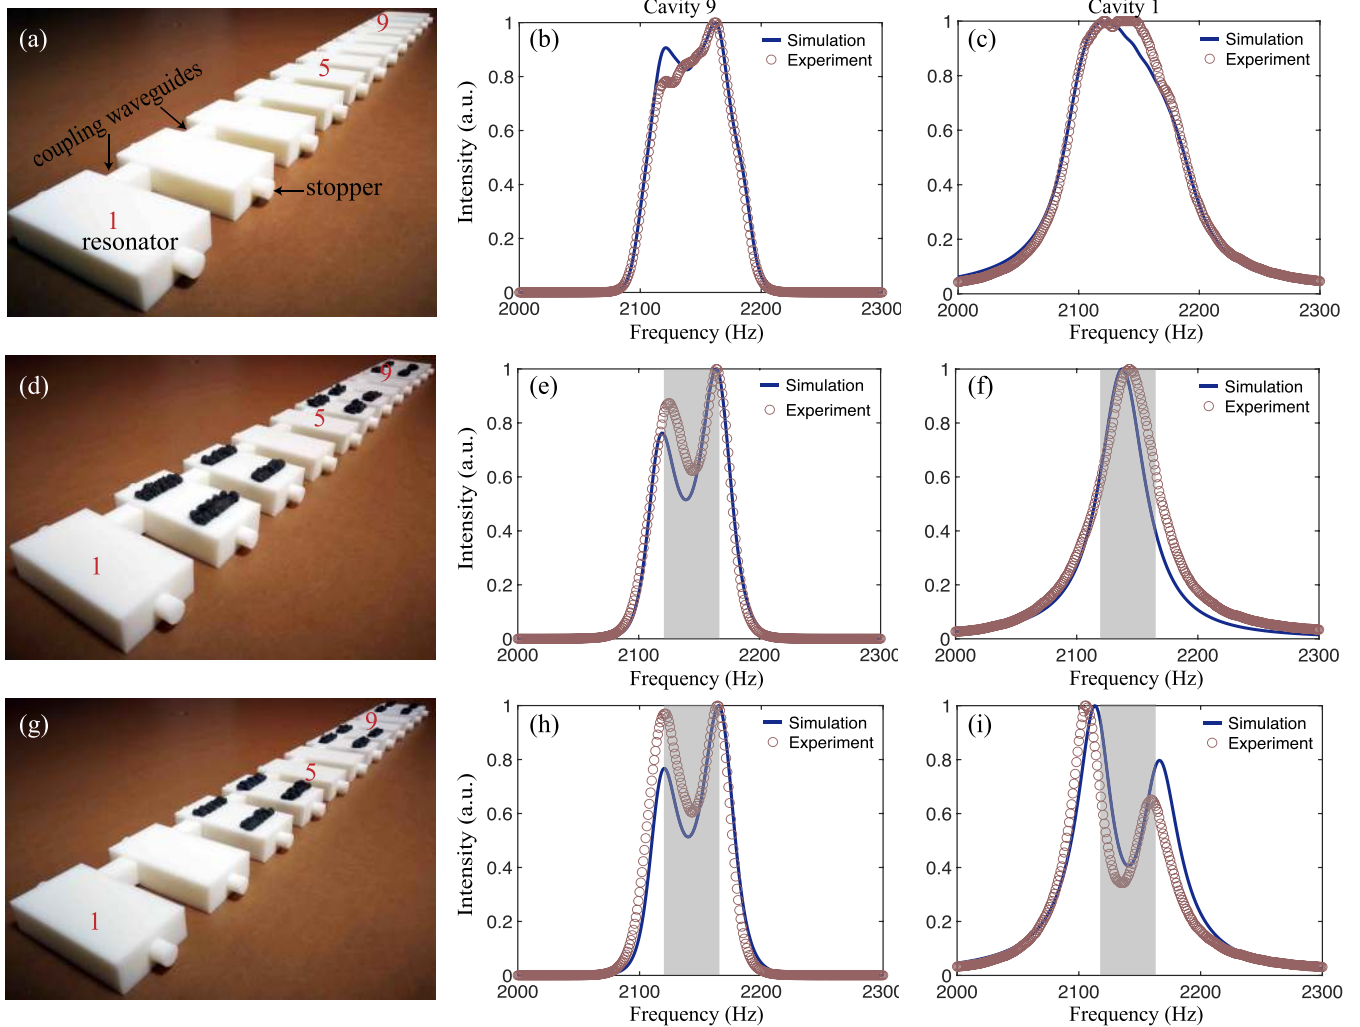 Cavity 9
Cavity 1
(a)
9
5
coupling waveguides
stopper
1
resonator
(b)
Simulation
Experiment
Intensity (a.u.)
1
0.8
0.6
0.4
0.2
0
2000
2100
2200
2300
Frequency (Hz)
(c)
Simulation
Experiment
1
0.8
0.6
0.4
0.2
0
2000
2100
2200
2300
Frequency (Hz)
(d)
9
5
1
(e)
Simulation
Experiment
Intensity (a.u.)
1
0.8
0.6
0.4
0.2
0
2000
2100
2200
2300
Frequency (Hz)
(f)
Simulation
Experiment
1
0.8
0.6
0.4
0.2
0
2000
2100
2200
2300
Frequency (Hz)
(g)
9
5
1
(h)
Simulation
Experiment
Intensity (a.u.)
1
0.8
0.6
0.4
0.2
0
2000
2100
2200
2300
Frequency (Hz)
(i)
Simulation
Experiment
1
0.8
0.6
0.4
0.2
0
2000
2100
2200
2300
Frequency (Hz)